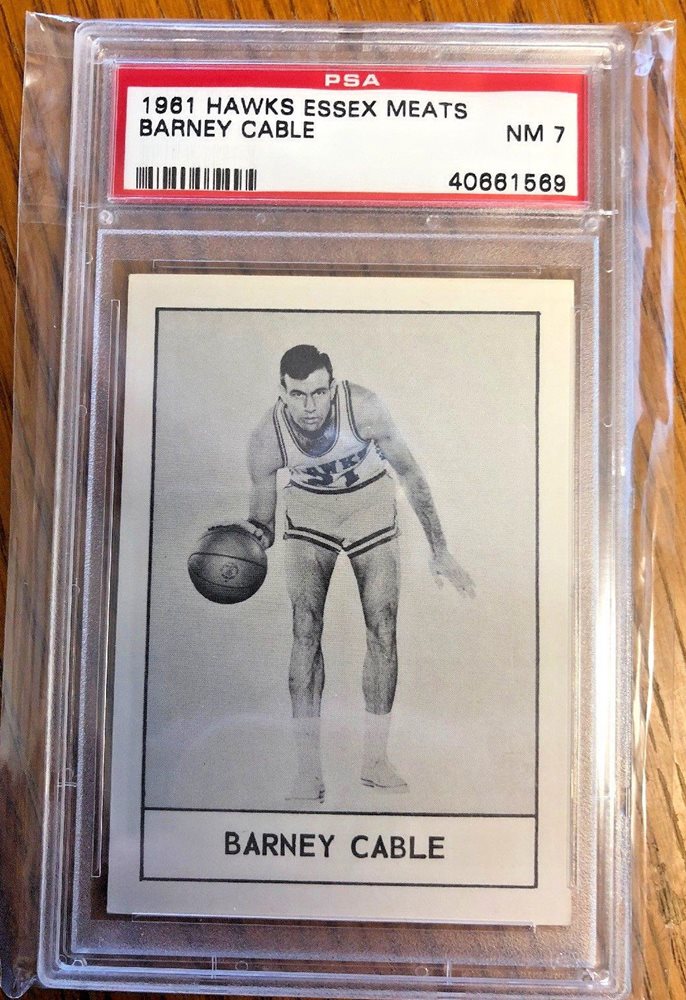 PSA
1961 HAWKS ESSEX MEATS
BARNEY CABLE
NM 7
40661569
HAWKS
BARNEY CABLE